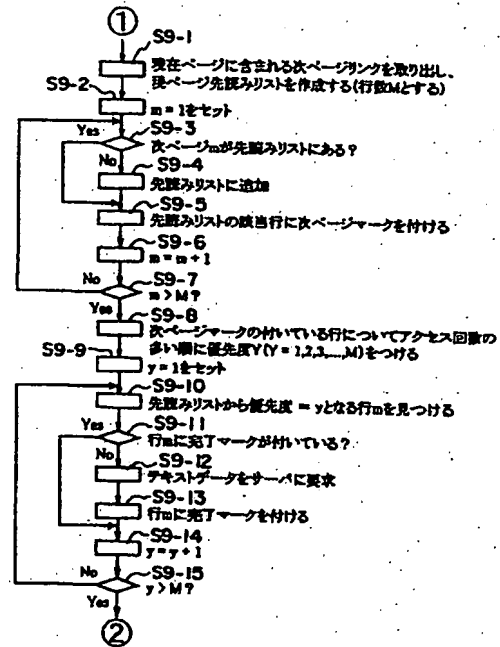 ①
S9-1
現在ページに含まれる次ページリンクを取り出し、
現ページ先読みリストを作成する(行数Mとする)
S9-2
m = 1をセット
Yes S9-3
次ページmが先読みリストにある?
No S9-4
先読みリストに追加
S9-5
先読みリストの該当行に次ページマークを付ける
S9-6
m = m + 1
No S9-7
m > M ?
Yes S9-8
次ページマークの付いている行についてアクセス回数の
多い順に優先度Y(Y = 1,2,3,...,M)をつける
S9-9
y = 1をセット
S9-10
先読みリストから優先度 = yとなる行mを見つける
Yes S9-11
行mに完了マークが付いている?
No S9-12
テキストデータをサーバに要求
S9-13
行mに完了マークを付ける
S9-14
y = y + 1
No S9-15
y > M ?
Yes
②